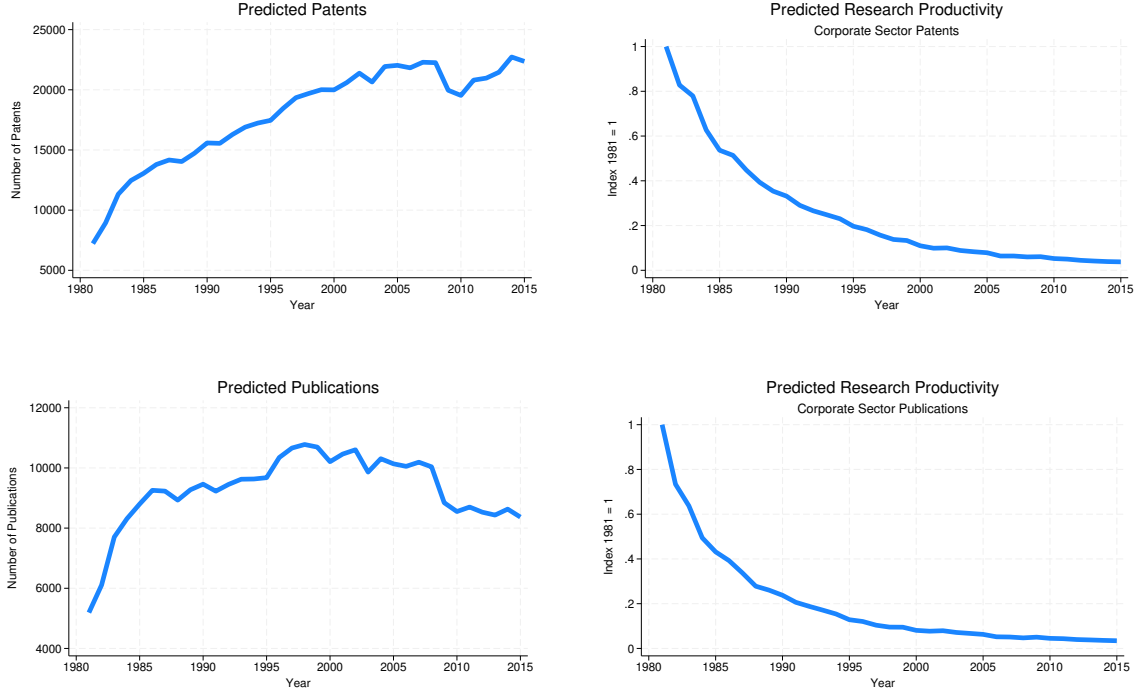 Predicted Patents
25000
20000
15000
10000
5000
Number of Patents
1980 1985 1990 1995 2000 2005 2010 2015
Year
Predicted Research Productivity
Corporate Sector Patents
1
.8
.6
.4
.2
0
Index 1981 = 1
1980 1985 1990 1995 2000 2005 2010 2015
Year
Predicted Publications
12000
10000
8000
6000
4000
Number of Publications
1980 1985 1990 1995 2000 2005 2010 2015
Year
Predicted Research Productivity
Corporate Sector Publications
1
.8
.6
.4
.2
0
Index 1981 = 1
1980 1985 1990 1995 2000 2005 2010 2015
Year